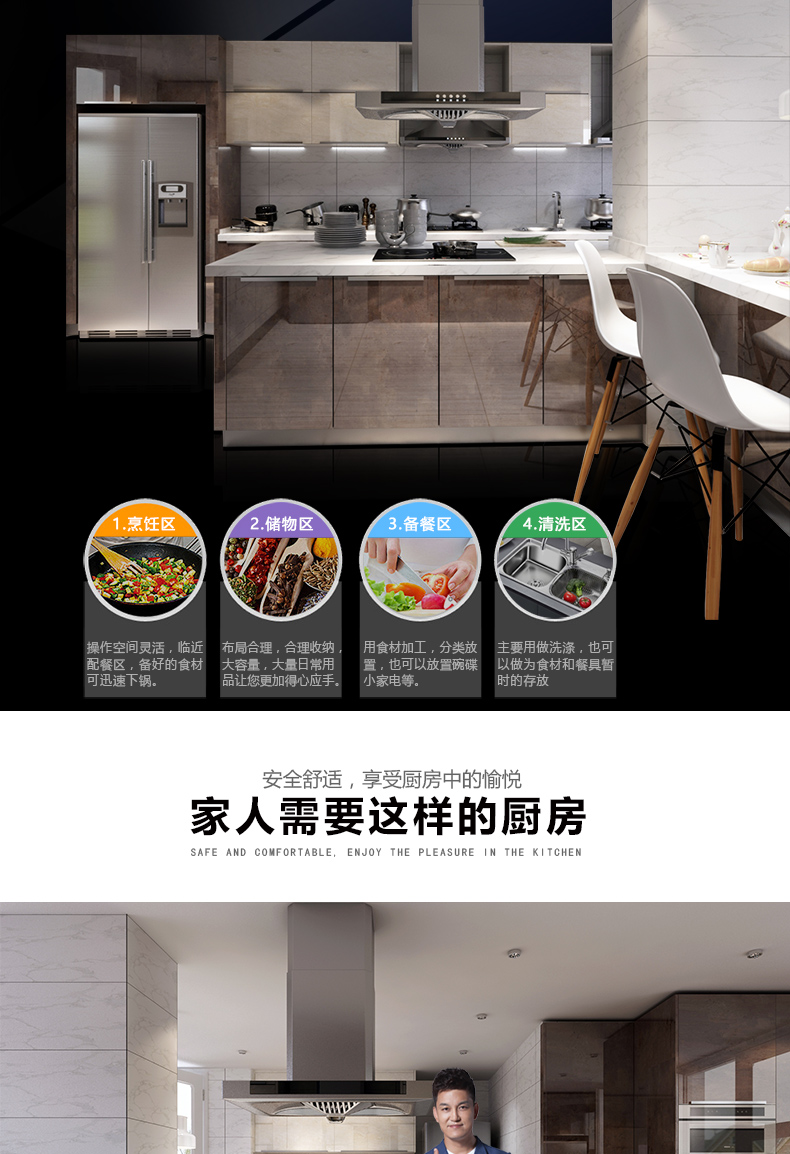 1.烹饪区
操作空间灵活，临近
配餐区，备好的食材
可迅速下锅。
2.储物区
布局合理，合理收纳，
大容量，大量日常用
品让您更加得心应手。
3.备餐区
用食材加工，分类放
置，也可以放置碗碟
小家电等。
4.清洗区
主要用做洗涤，也可
以做为食材和餐具暂
时的存放
安全舒适，享受厨房中的愉悦
家人需要这样的厨房
SAFE AND COMFORTABLE, ENJOY THE PLEASURE IN THE KITCHEN